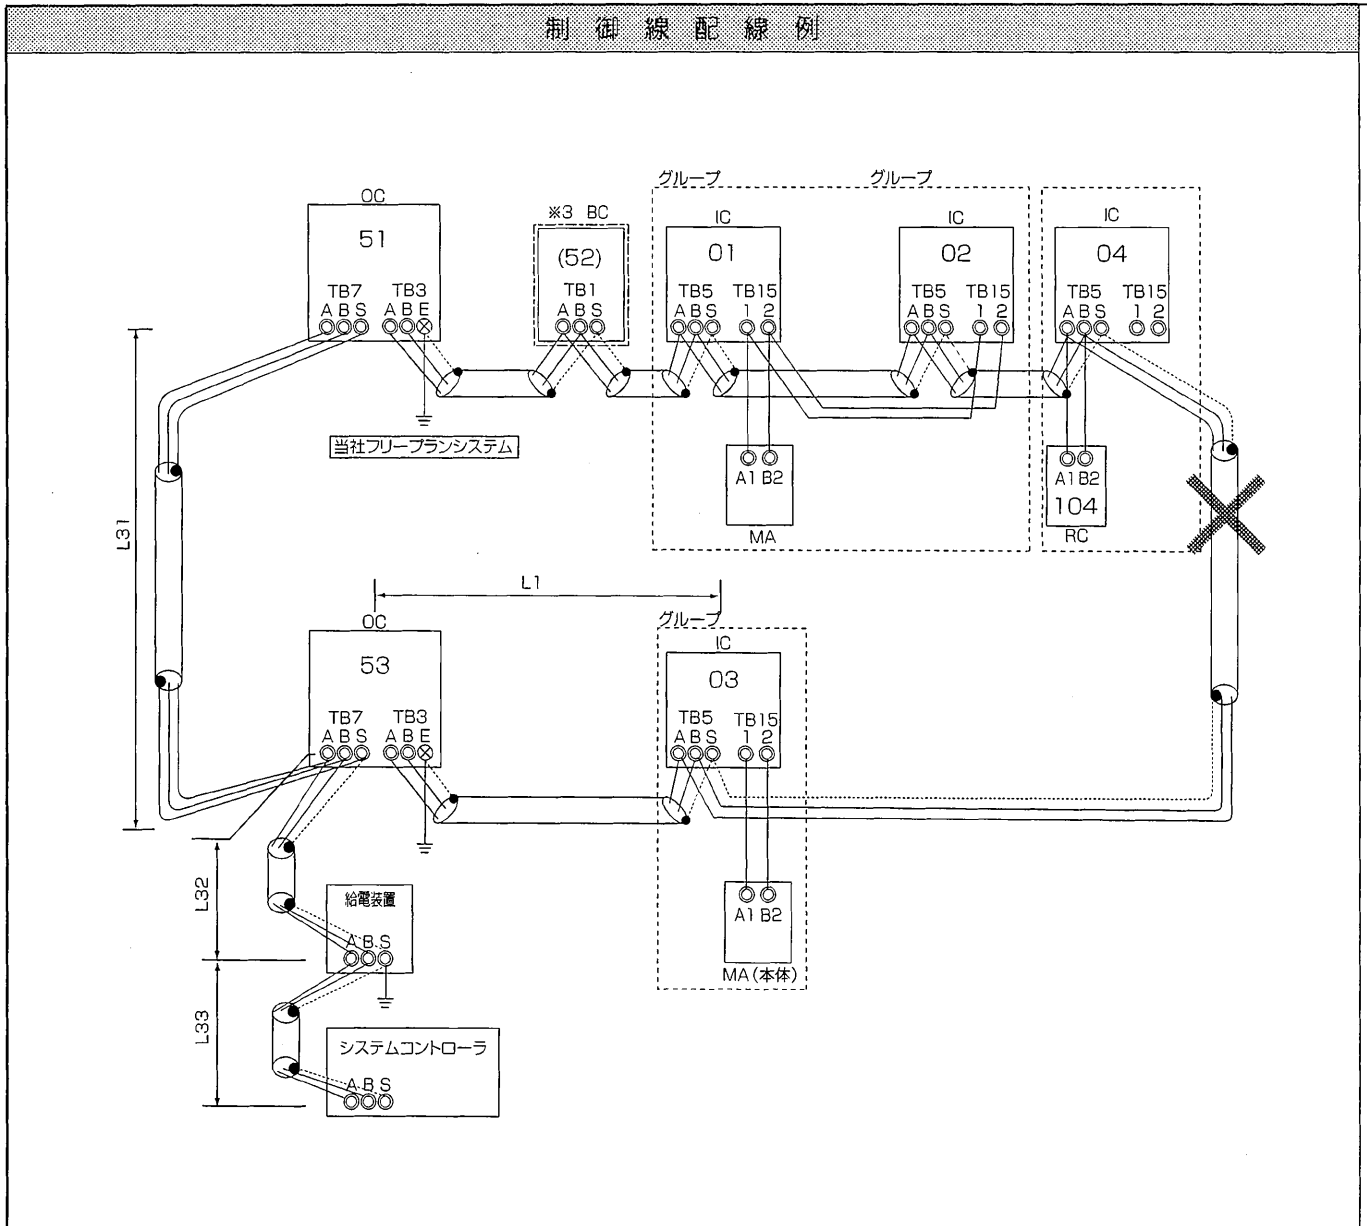 制御線配線例
グループ
グループ
OC
51
TB7 TB3
A B S A B E
※3 BC
(52)
TB1
A B S
IC
01
TB5 TB15
A B S 1 2
IC
02
TB5 TB15
A B S 1 2
IC
04
TB5 TB15
A B S 1 2
当社フリープランシステム
A1 B2
MA
A1 B2
104
RC
L31
L1
OC
53
TB7 TB3
A B S A B E
グループ
IC
03
TB5 TB15
A B S 1 2
A1 B2
MA(本体)
L32
給電装置
A B S
L33
システムコントローラ
A B S